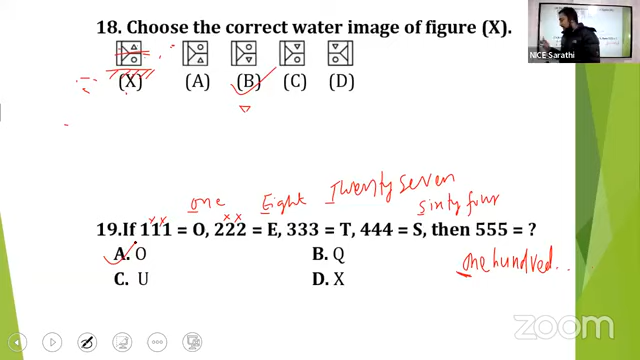 18. Choose the correct water image of figure (X).
NICE Sarathi
(X) (A) (B) (C) (D)
one Eight Twenty seven
sixty four
19. If 111 = O, 222 = E, 333 = T, 444 = S, then 555 = ?
A. O B. Q
one hundred...
C. U D. X
zoom